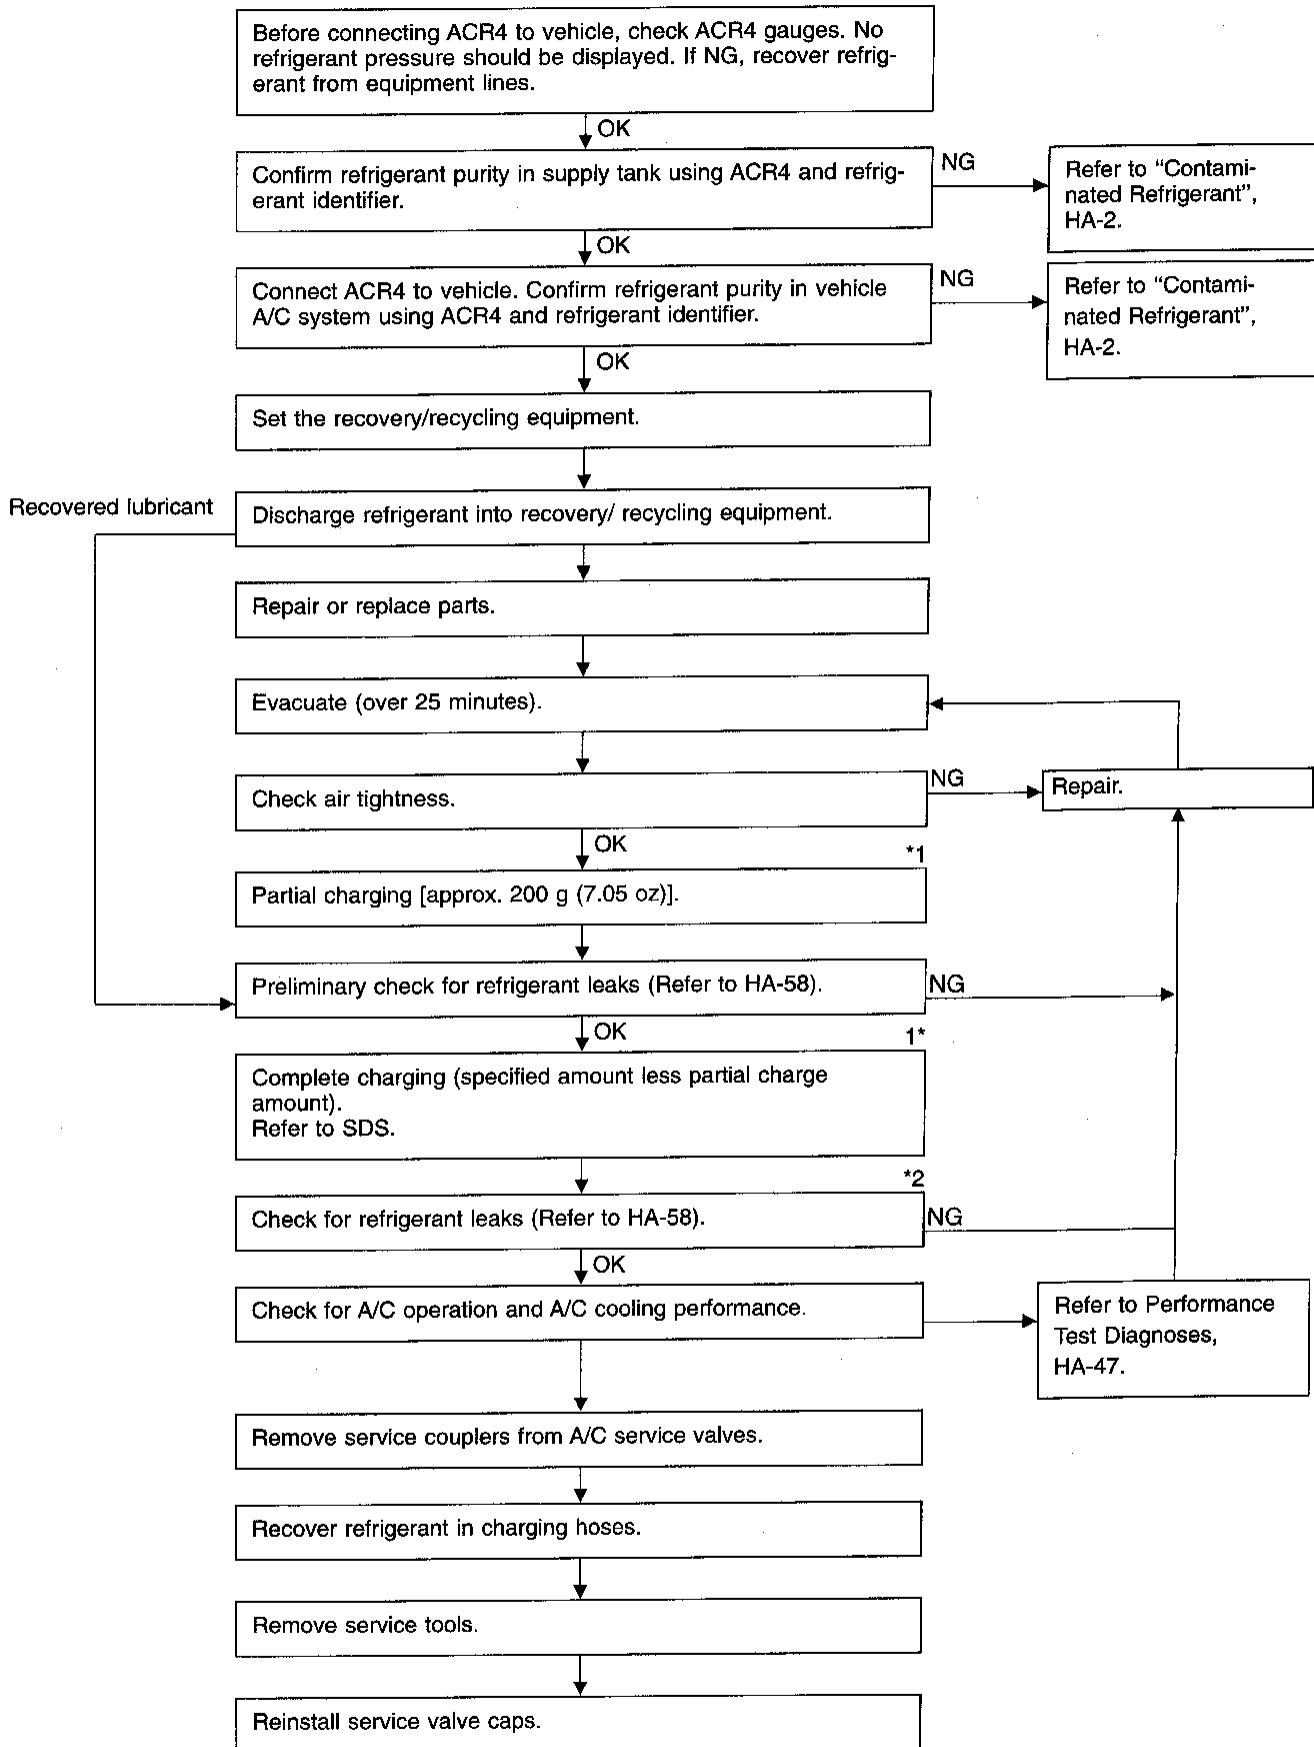 Before connecting ACR4 to vehicle, check ACR4 gauges. No
refrigerant pressure should be displayed. If NG, recover refrig-
erant from equipment lines.
OK
Confirm refrigerant purity in supply tank using ACR4 and refrig-
erant identifier.
NG
Refer to “Contami-
nated Refrigerant”,
HA-2.
OK
Connect ACR4 to vehicle. Confirm refrigerant purity in vehicle
A/C system using ACR4 and refrigerant identifier.
NG
Refer to “Contami-
nated Refrigerant”,
HA-2.
OK
Set the recovery/recycling equipment.
Recovered lubricant
Discharge refrigerant into recovery/ recycling equipment.
Repair or replace parts.
Evacuate (over 25 minutes).
Check air tightness.
NG
Repair.
OK
*1
Partial charging [approx. 200 g (7.05 oz)].
Preliminary check for refrigerant leaks (Refer to HA-58).
NG
OK
1*
Complete charging (specified amount less partial charge
amount).
Refer to SDS.
*2
Check for refrigerant leaks (Refer to HA-58).
NG
OK
Check for A/C operation and A/C cooling performance.
Refer to Performance
Test Diagnoses,
HA-47.
Remove service couplers from A/C service valves.
Recover refrigerant in charging hoses.
Remove service tools.
Reinstall service valve caps.